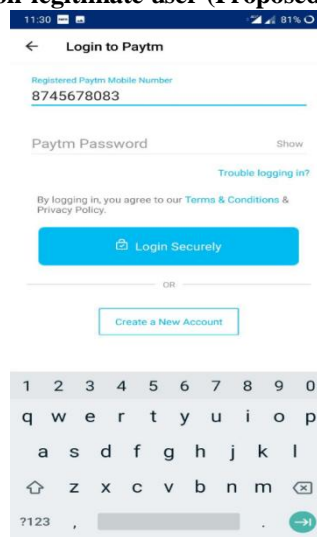 on legitimate user (Proposed
11:30 81%
← Login to Paytm
Registered Paytm Mobile Number
8745678083
Paytm Password Show
Trouble logging in?
By logging in, you agree to our Terms & Conditions &
Privacy Policy.
Login Securely
OR
Create a New Account
1 2 3 4 5 6 7 8 9 0
q w e r t y u i o p
a s d f g h j k l
z x c v b n m
?123 , .